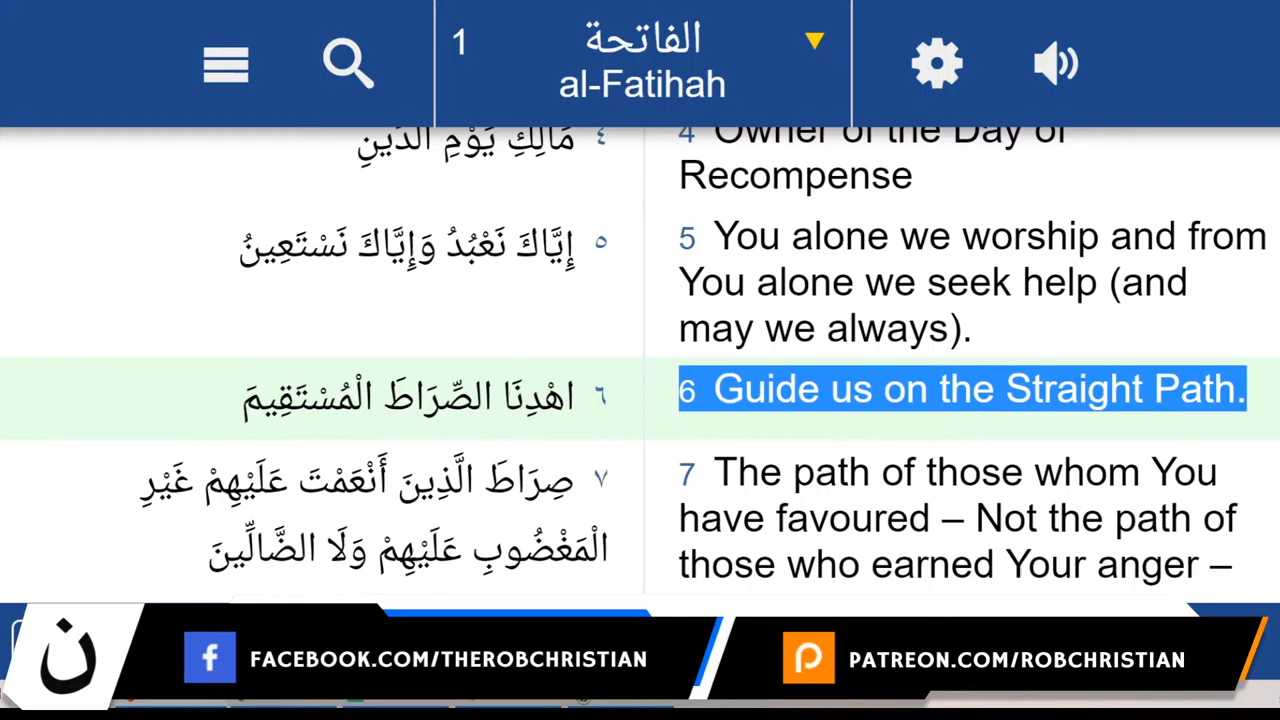 1
الفاتحة
al-Fatihah
٤ مَالِكِ يَوْمِ الدِّينِ
4 Owner of the Day of
Recompense
٥ إِيَّاكَ نَعْبُدُ وَإِيَّاكَ نَسْتَعِينُ
5 You alone we worship and from
You alone we seek help (and
may we always).
٦ اهْدِنَا الصِّرَاطَ الْمُسْتَقِيمَ
6 Guide us on the Straight Path.
٧ صِرَاطَ الَّذِينَ أَنْعَمْتَ عَلَيْهِمْ غَيْرِ
الْمَغْضُوبِ عَلَيْهِمْ وَلَا الضَّالِّينَ
7 The path of those whom You
have favoured – Not the path of
those who earned Your anger –
ن
FACEBOOK.COM/THEROBCHRISTIAN
PATREON.COM/ROBCHRISTIAN